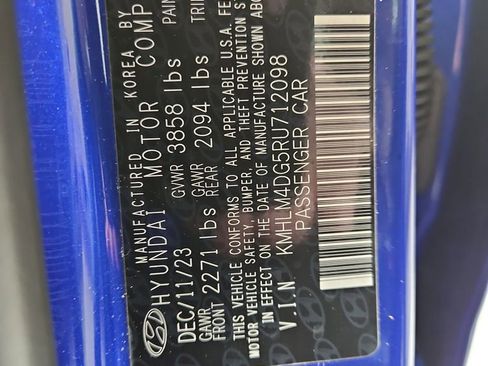 MANUFACTURED IN KOREA BY
HYUNDAI MOTOR COMP
DEC/11/23 GVWR 3858 lbs PAIN
GAWR FRONT 2271 lbs GAWR REAR 2094 lbs TRI
THIS VEHICLE CONFORMS TO ALL APPLICABLE U.S.A. FE
MOTOR VEHICLE SAFETY, BUMPER, AND THEFT PREVENTION S
IN EFFECT ON THE DATE OF MANUFACTURE SHOWN
V.I.N KMHLM4DG5RU712098
PASSENGER CAR